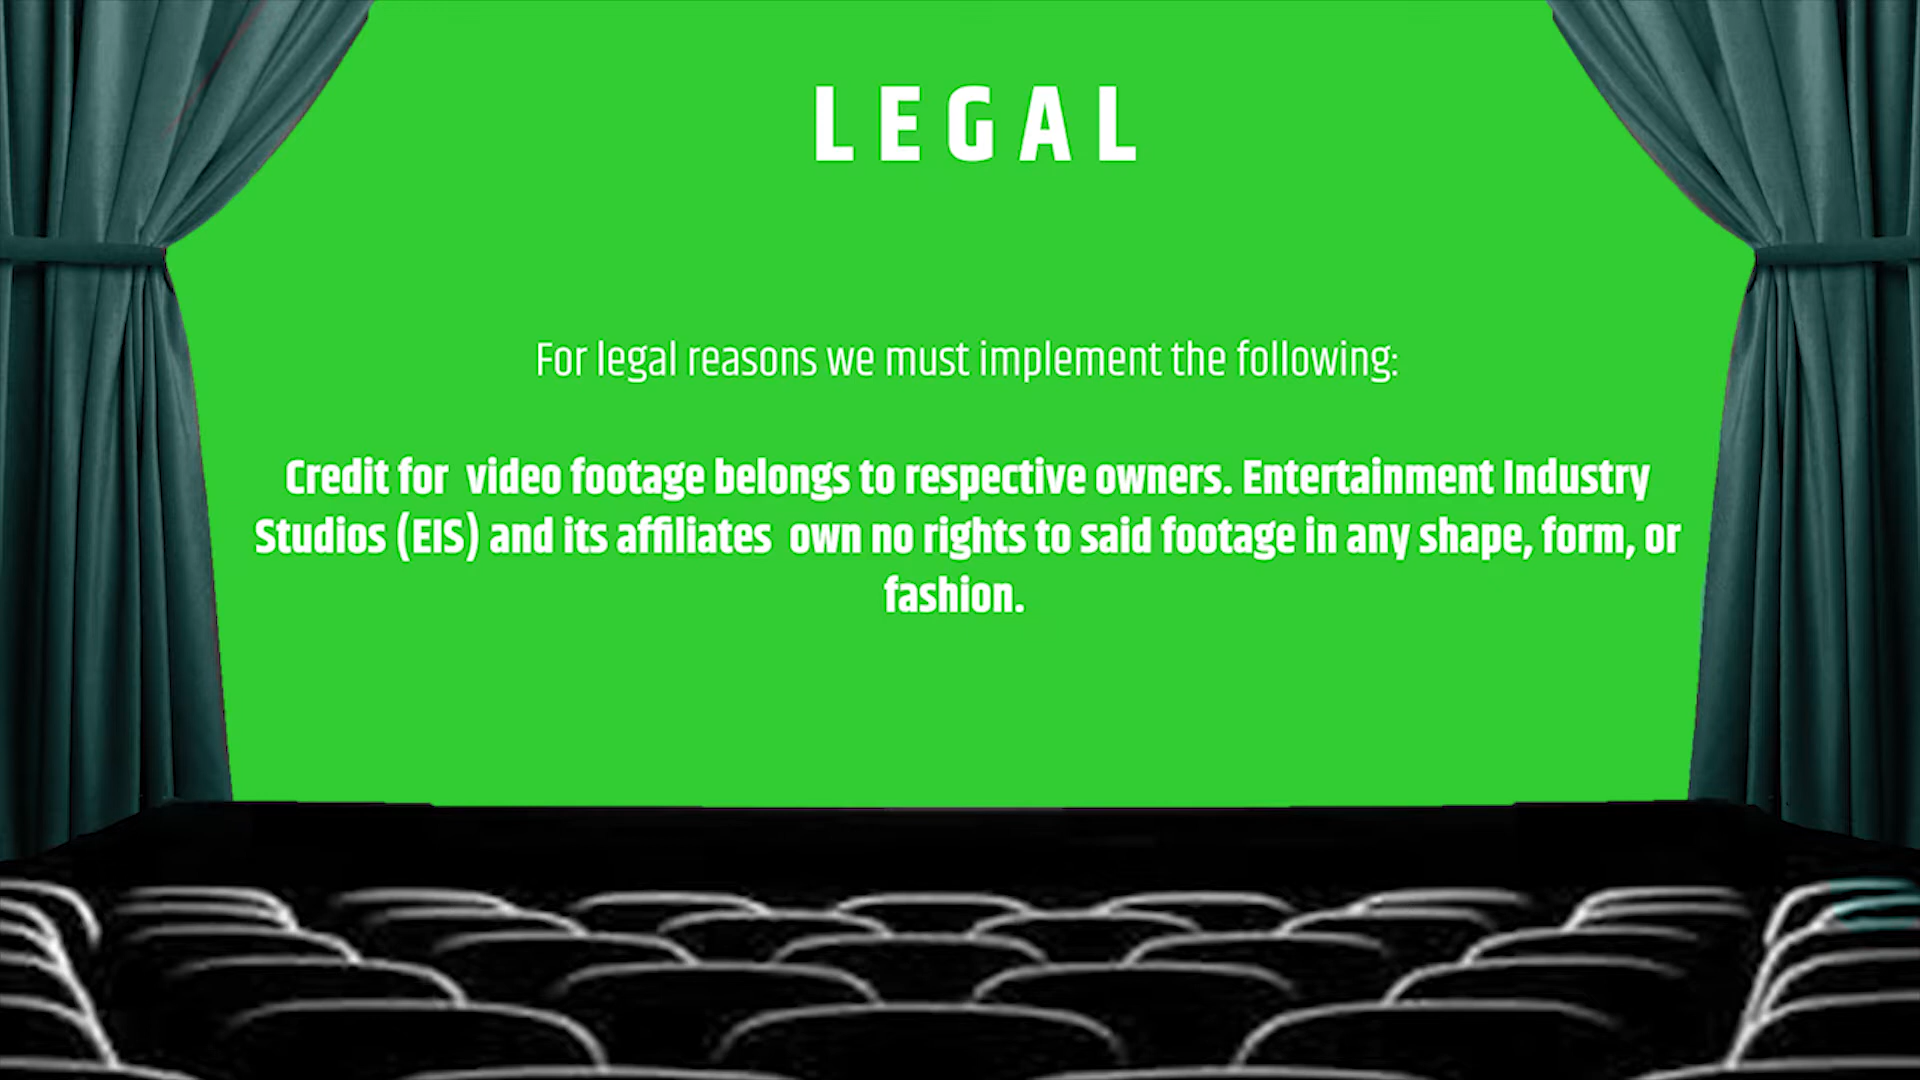 LEGAL
For legal reasons we must implement the following:
Credit for  video footage belongs to respective owners. Entertainment Industry
Studios (EIS) and its affiliates  own no rights to said footage in any shape, form, or
fashion.